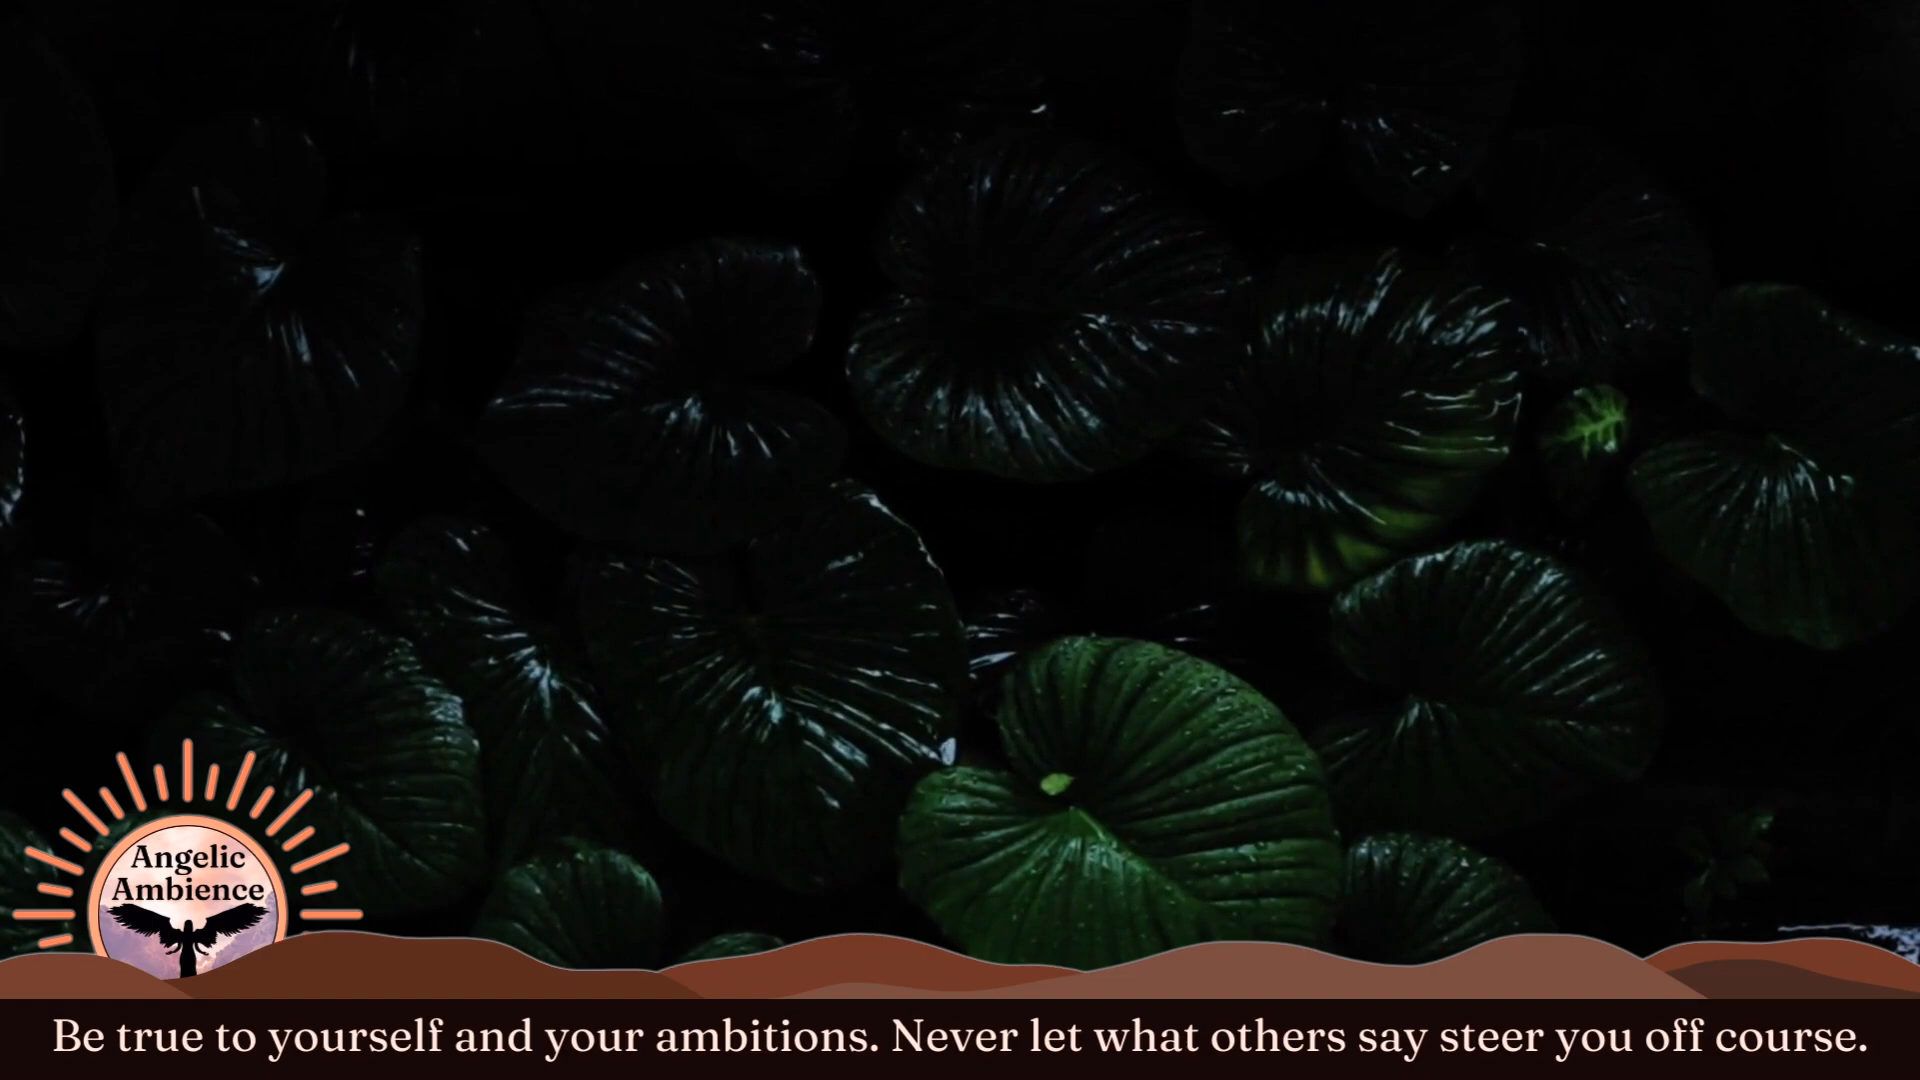 Angelic
Ambience
Be true to yourself and your ambitions. Never let what others say steer you off course.